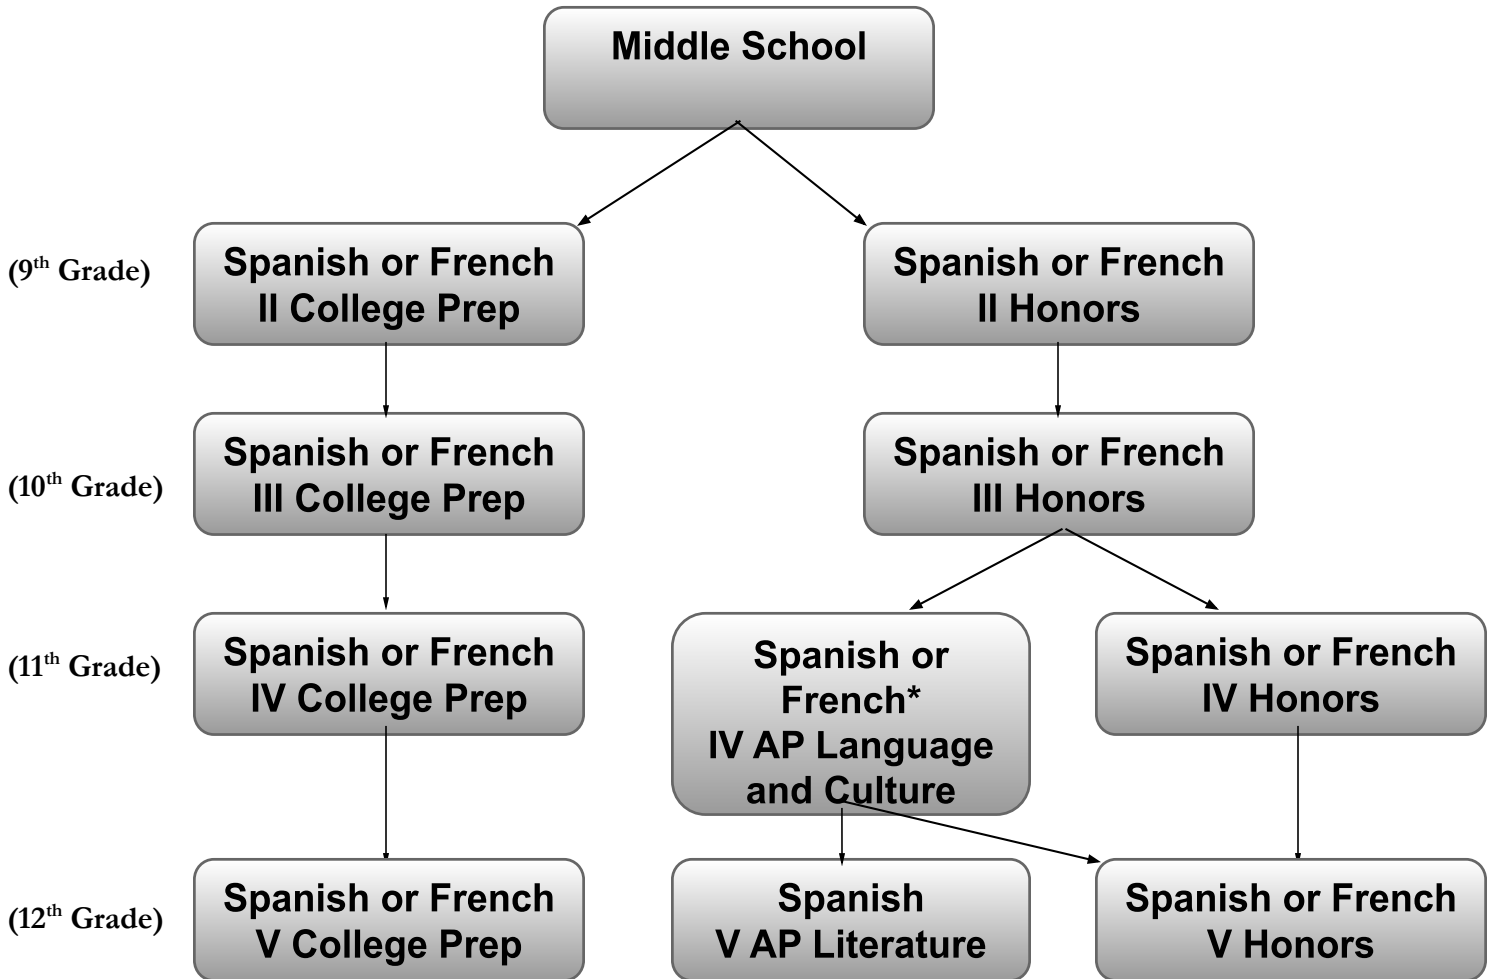 Middle School
(9th Grade)
Spanish or French
II College Prep
Spanish or French
II Honors
(10th Grade)
Spanish or French
III College Prep
Spanish or French
III Honors
(11th Grade)
Spanish or French
IV College Prep
Spanish or
French*
IV AP Language
and Culture
Spanish or French
IV Honors
(12th Grade)
Spanish or French
V College Prep
Spanish
V AP Literature
Spanish or French
V Honors